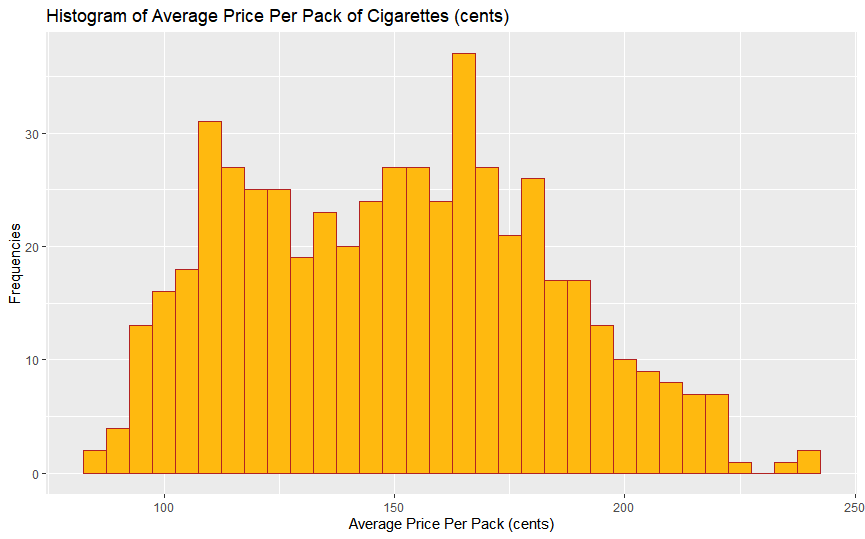 Histogram of Average Price Per Pack of Cigarettes (cents)
Frequencies
30
20
10
0
100 150 200 250
Average Price Per Pack (cents)